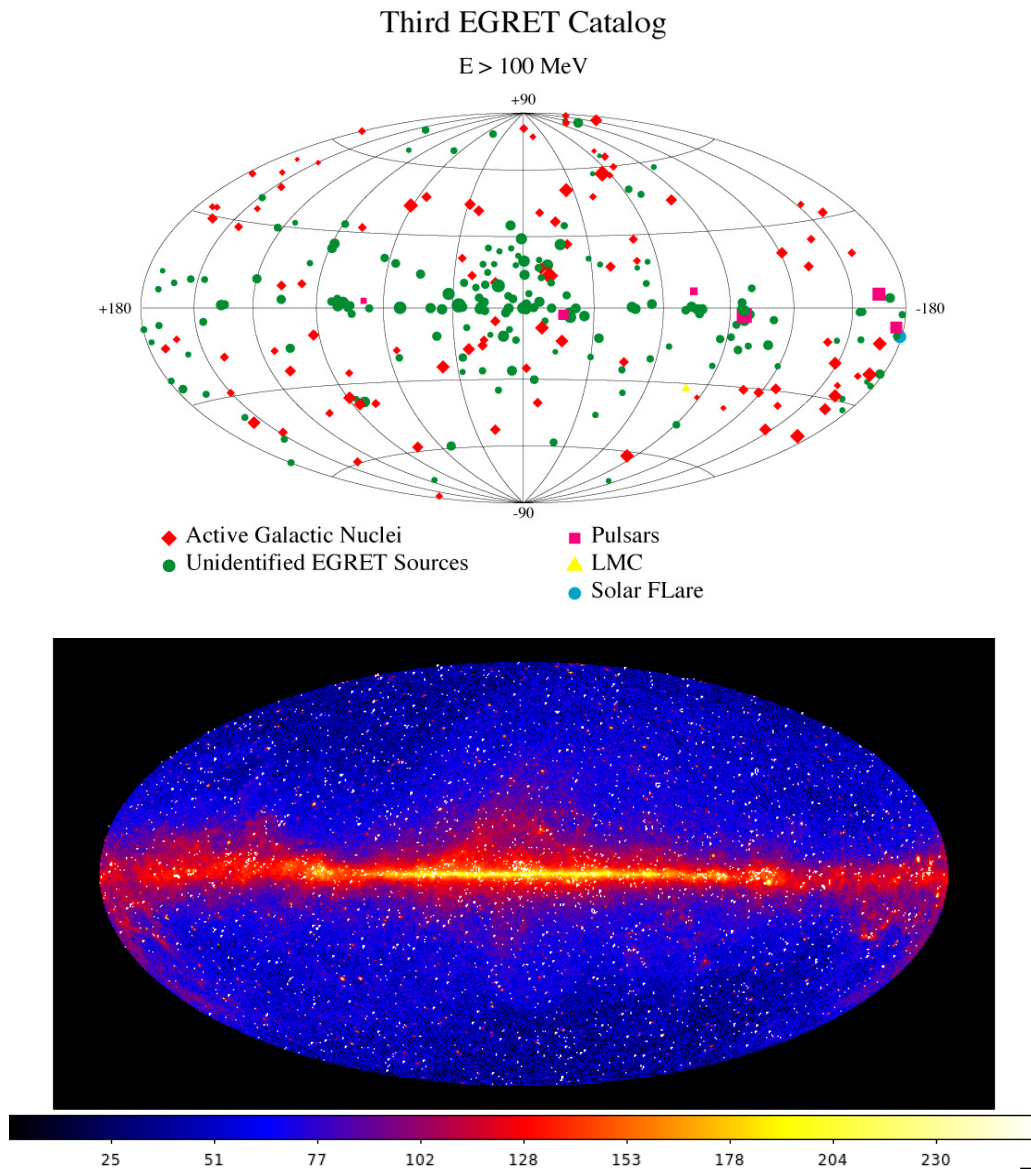 Third EGRET Catalog
E > 100 MeV
+90
+180
-180
-90
Active Galactic Nuclei
Unidentified EGRET Sources
Pulsars
LMC
Solar FLare
25 51 77 102 128 153 178 204 230